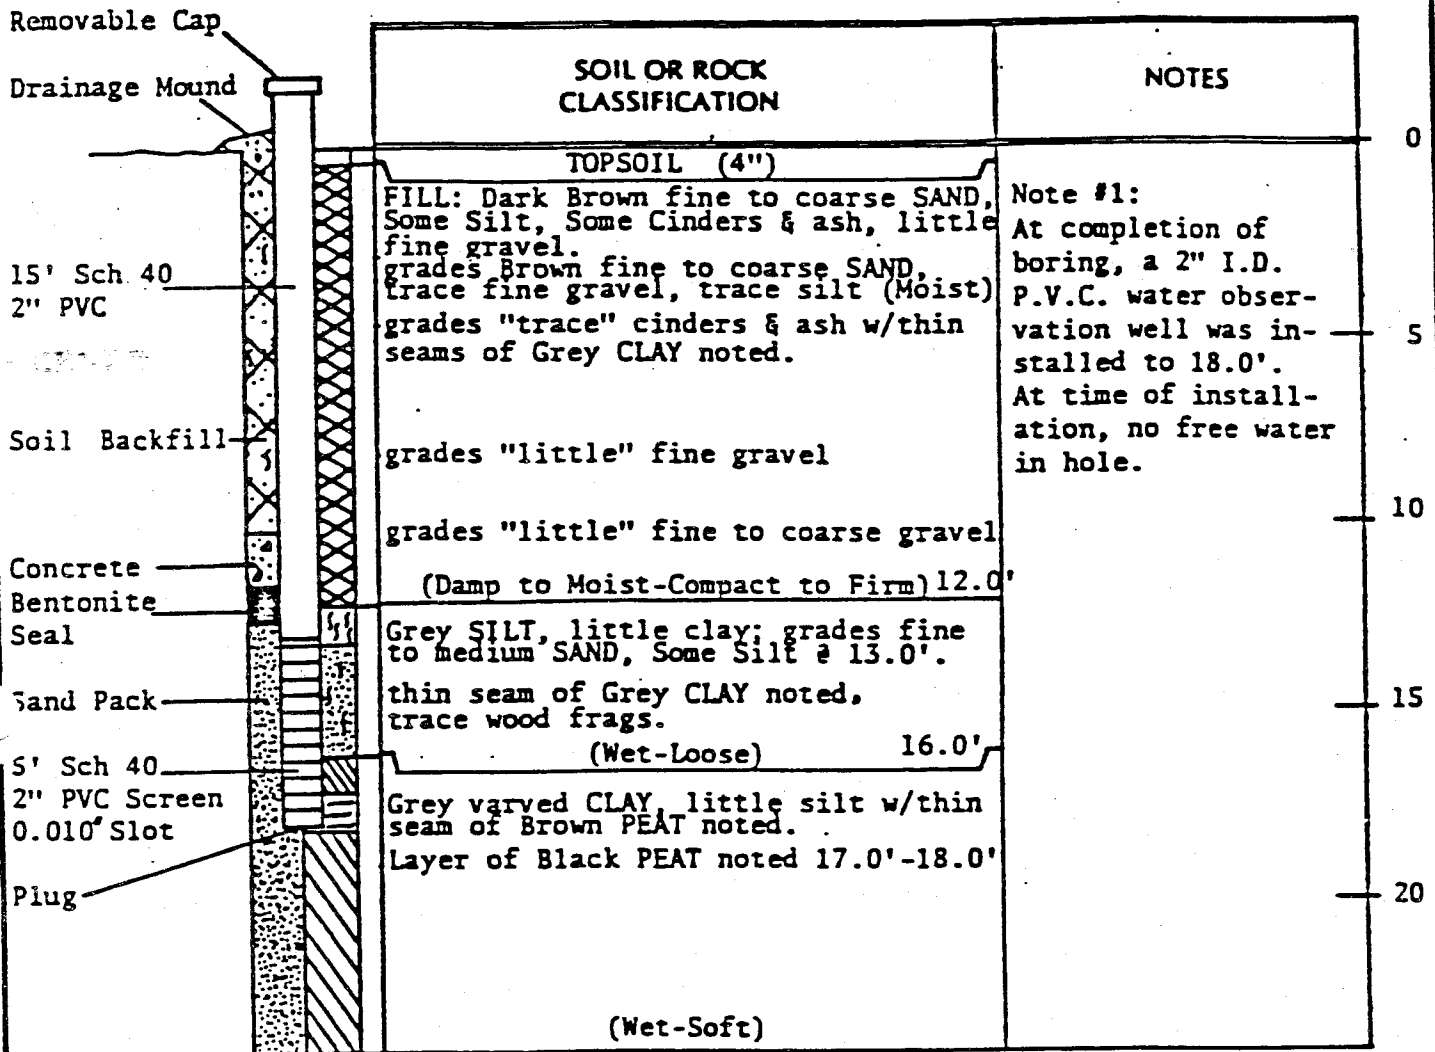 Removable Cap
Drainage Mound
15' Sch 40
2" PVC
Soil Backfill
Concrete
Bentonite
Seal
Sand Pack
5' Sch 40
2" PVC Screen
0.010" Slot
Plug
SOIL OR ROCK
CLASSIFICATION
TOPSOIL (4")
FILL: Dark Brown fine to coarse SAND,
Some Silt, Some Cinders & ash, little
fine gravel.
grades Brown fine to coarse SAND,
trace fine gravel, trace silt (Moist)
grades "trace" cinders & ash w/thin
seams of Grey CLAY noted.
grades "little" fine gravel
grades "little" fine to coarse gravel
(Damp to Moist-Compact to Firm) 12.0'
Grey SILT, little clay; grades fine
to medium SAND, Some Silt @ 13.0'.
thin seam of Grey CLAY noted,
trace wood frags.
(Wet-Loose) 16.0'
Grey varved CLAY, little silt w/thin
seam of Brown PEAT noted.
Layer of Black PEAT noted 17.0'-18.0'
(Wet-Soft)
NOTES
Note #1:
At completion of
boring, a 2" I.D.
P.V.C. water obser-
vation well was in-
stalled to 18.0'.
At time of install-
ation, no free water
in hole.
0
5
10
15
20